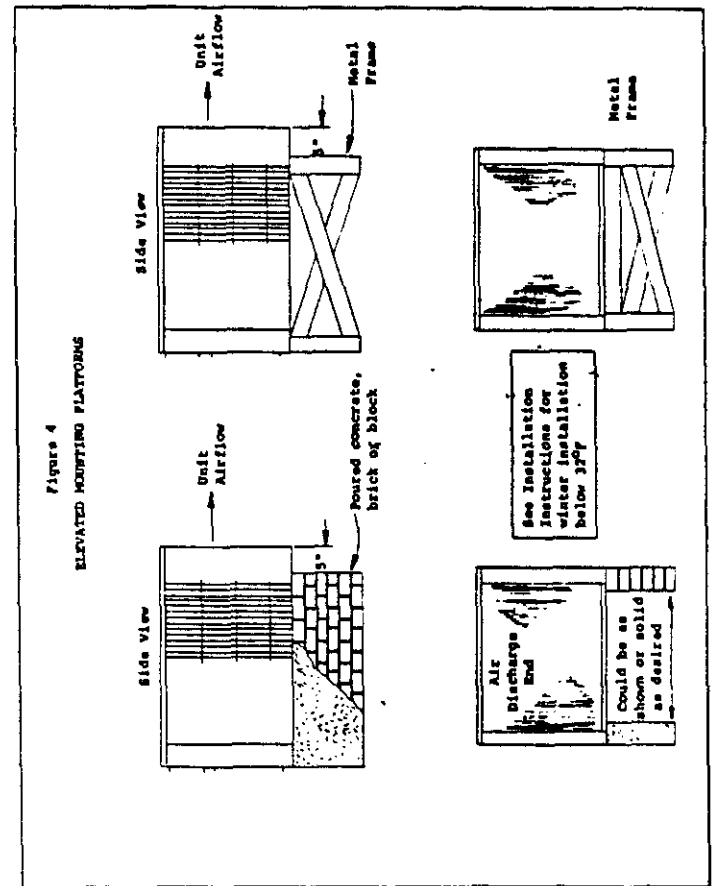 Figure 4
ELEVATED MOUNTING PLATFORMS
Side View
Unit
Airflow
5"
Poured concrete,
brick or block
Side View
Unit
Airflow
5"
Metal
Frame
Air
Discharge
End
Could be as
shown or solid
as desired
See Installation
Instructions for
winter installation
below 32°F
Metal
Frame